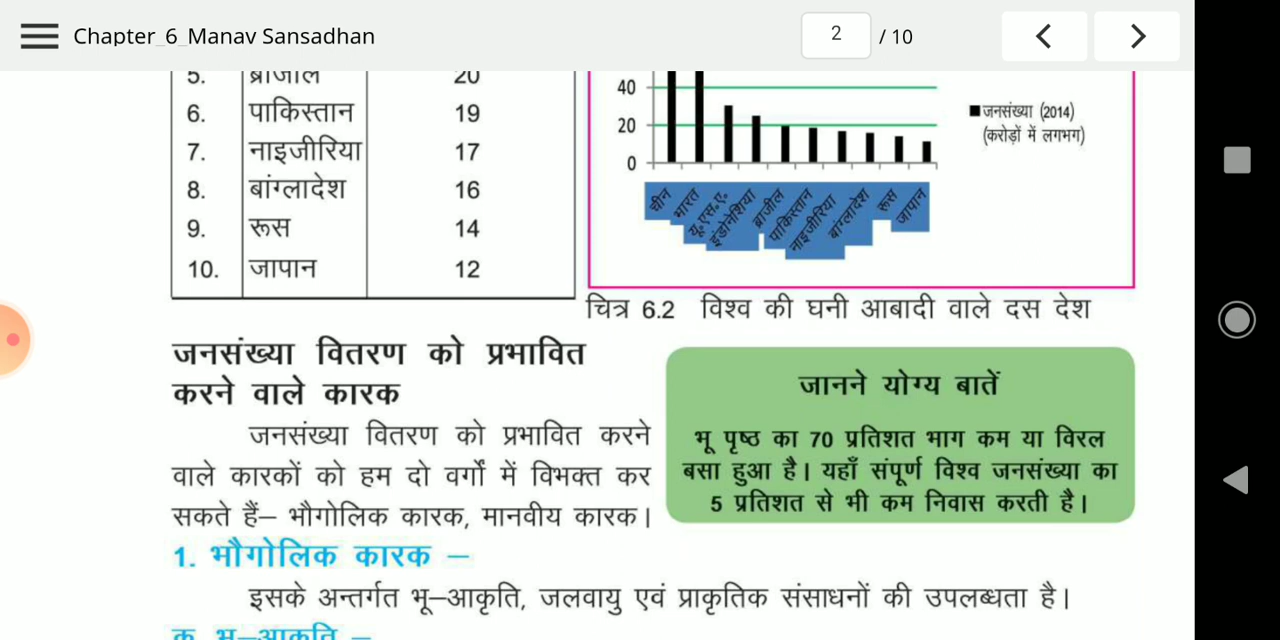 Chapter_6_Manav Sansadhan
2 / 10
5. ब्राजील 20
6. पाकिस्तान 19
7. नाइजीरिया 17
8. बांग्लादेश 16
9. रूस 14
10. जापान 12
40
20
0
जनसंख्या (2014)
(करोड़ों में लगभग)
चीन
भारत
यू.एस.ए.
इंडोनेशिया
ब्राजील
पाकिस्तान
नाइजीरिया
बांग्लादेश
रूस
जापान
चित्र 6.2 विश्व की घनी आबादी वाले दस देश
जनसंख्या वितरण को प्रभावित
करने वाले कारक
जनसंख्या वितरण को प्रभावित करने
वाले कारकों को हम दो वर्गों में विभक्त कर
सकते हैं– भौगोलिक कारक, मानवीय कारक।
जानने योग्य बातें
भू पृष्ठ का 70 प्रतिशत भाग कम या विरल
बसा हुआ है। यहाँ संपूर्ण विश्व जनसंख्या का
5 प्रतिशत से भी कम निवास करती है।
1. भौगोलिक कारक –
इसके अन्तर्गत भू–आकृति, जलवायु एवं प्राकृतिक संसाधनों की उपलब्धता है।
क. भू–आकृति –